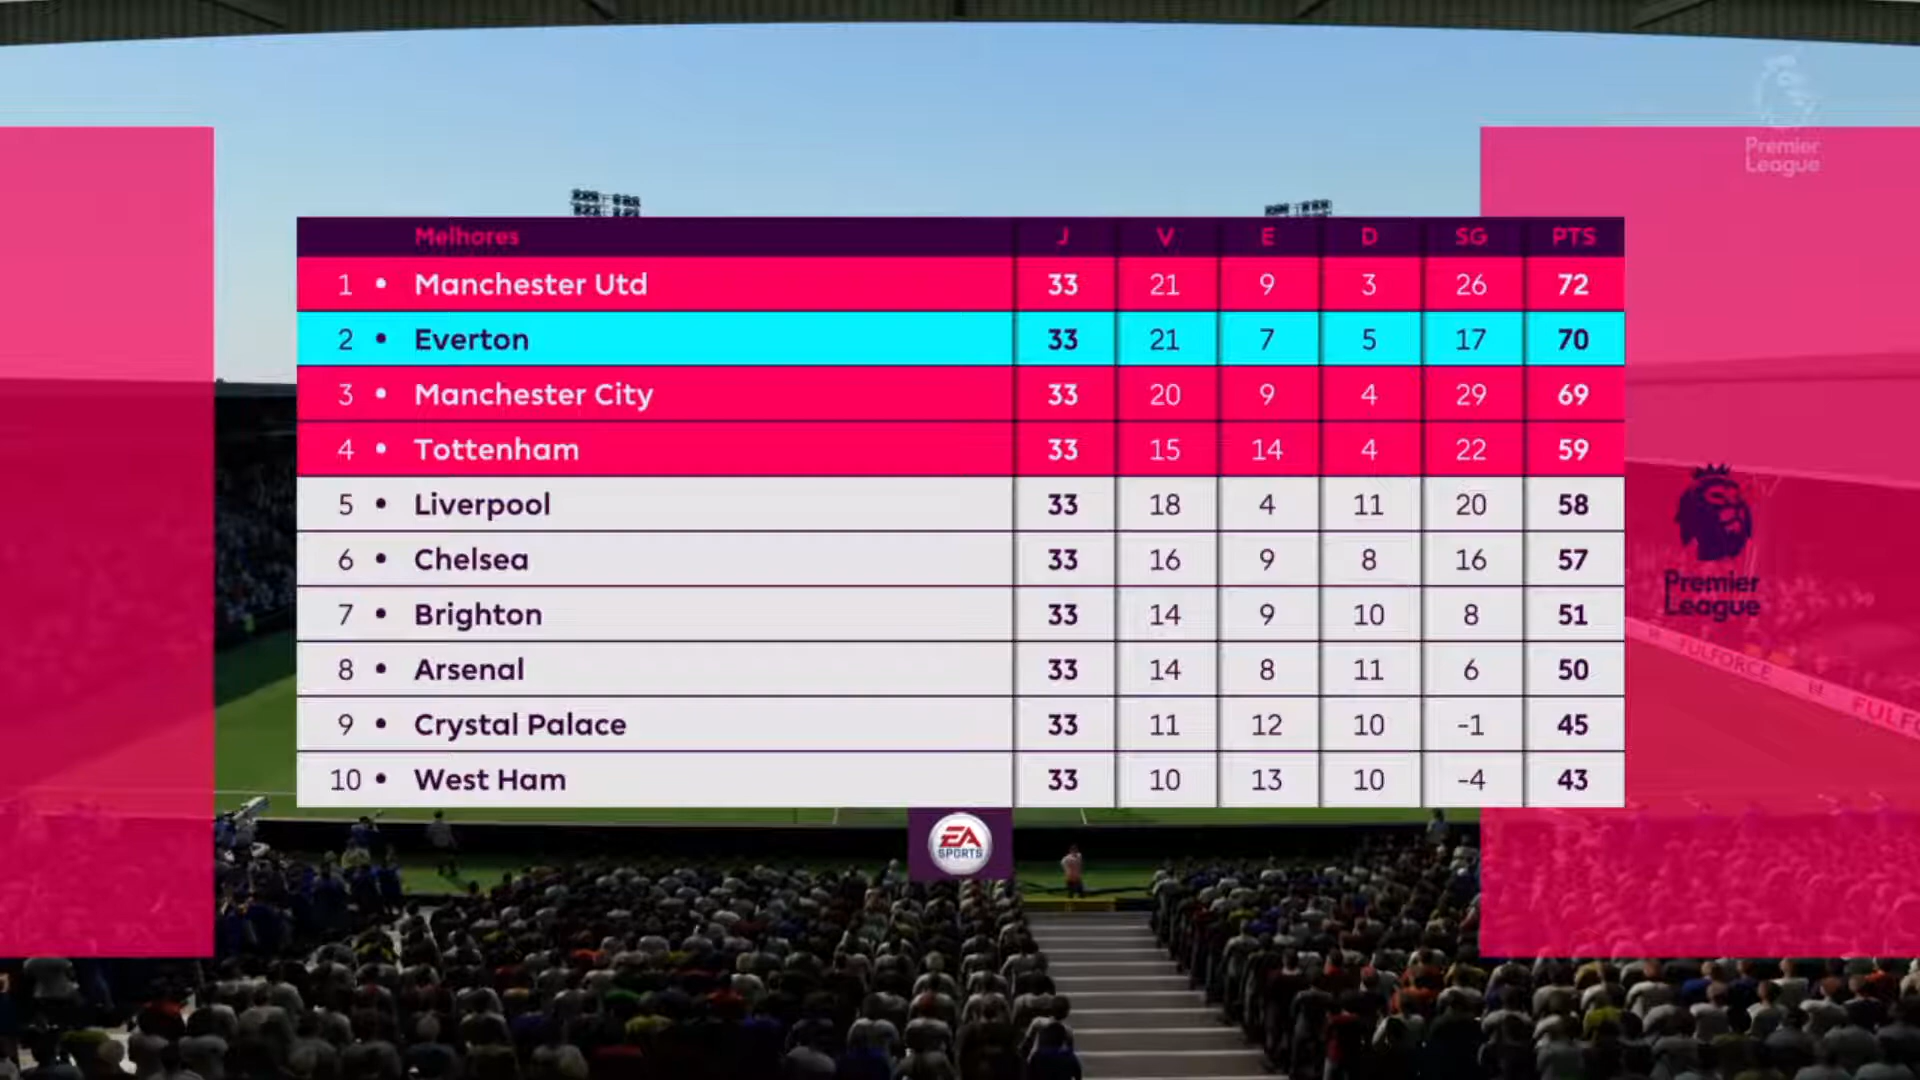 Premier
League
Melhores J V E D SG PTS
1 • Manchester Utd 33 21 9 3 26 72
2 • Everton 33 21 7 5 17 70
3 • Manchester City 33 20 9 4 29 69
4 • Tottenham 33 15 14 4 22 59
5 • Liverpool 33 18 4 11 20 58
6 • Chelsea 33 16 9 8 16 57
7 • Brighton 33 14 9 10 8 51
8 • Arsenal 33 14 8 11 6 50
9 • Crystal Palace 33 11 12 10 -1 45
10 • West Ham 33 10 13 10 -4 43
Premier
League
FULFORCE
FULFO
EA
SPORTS